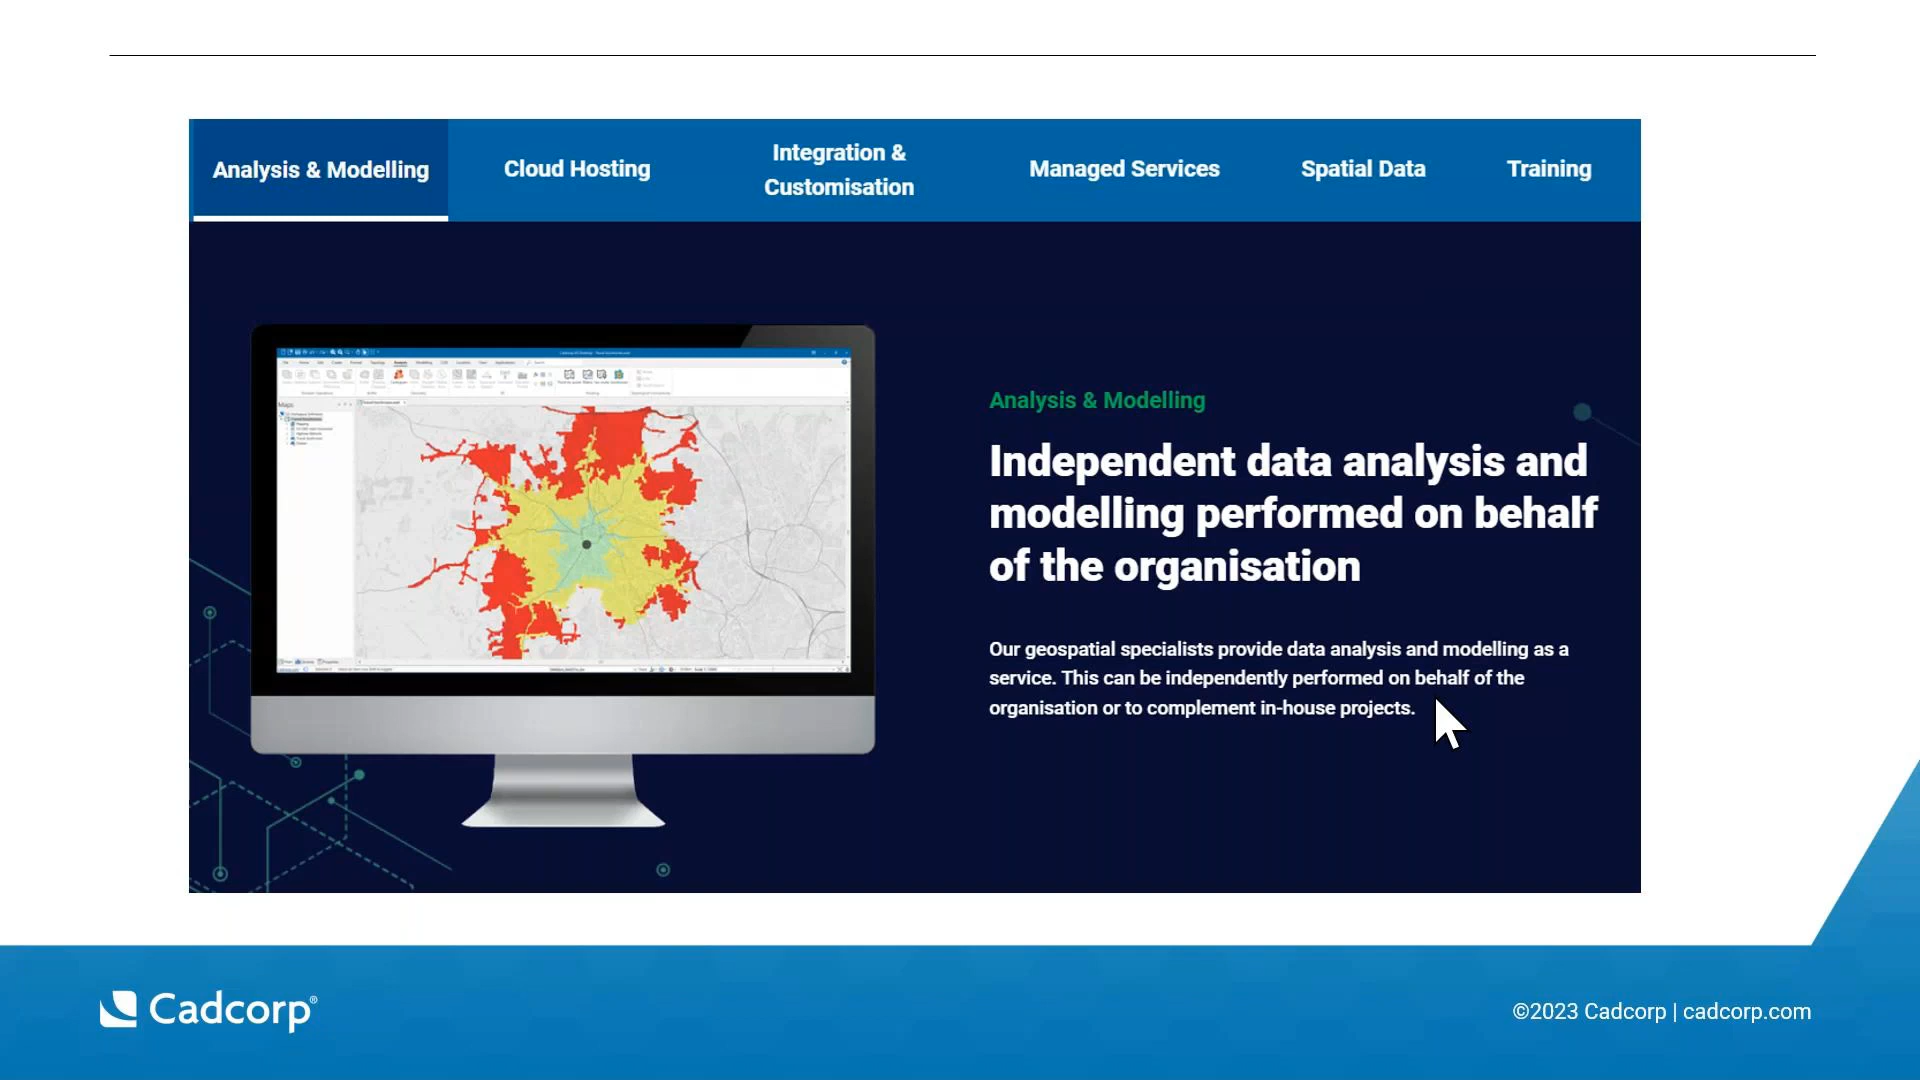 Analysis & Modelling
Cloud Hosting
Integration &
Customisation
Managed Services
Spatial Data
Training
Maps
Analysis & Modelling
Independent data analysis and
modelling performed on behalf
of the organisation
Our geospatial specialists provide data analysis and modelling as a
service. This can be independently performed on behalf of the
organisation or to complement in-house projects.
Cadcorp®
©2023 Cadcorp | cadcorp.com